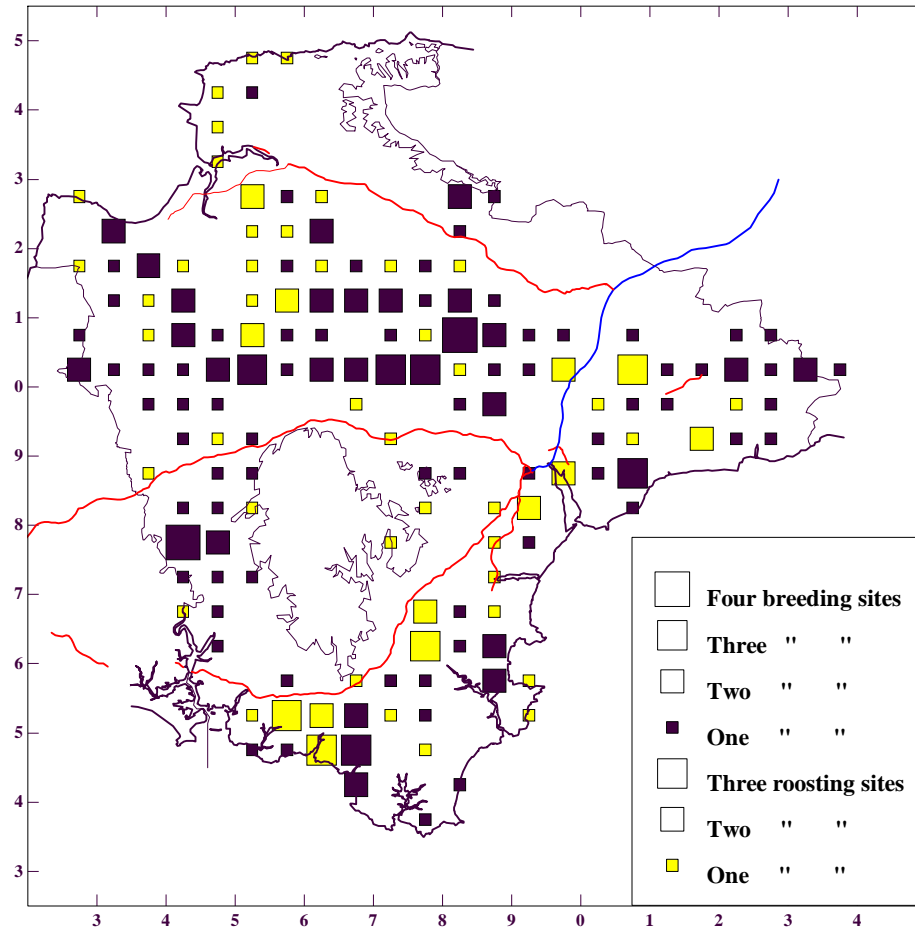 5
4
3
2
1
0
9
8
7
6
5
4
3
3 4 5 6 7 8 9 0 1 2 3 4
Four breeding sites
Three " "
Two " "
One " "
Three roosting sites
Two " "
One " "